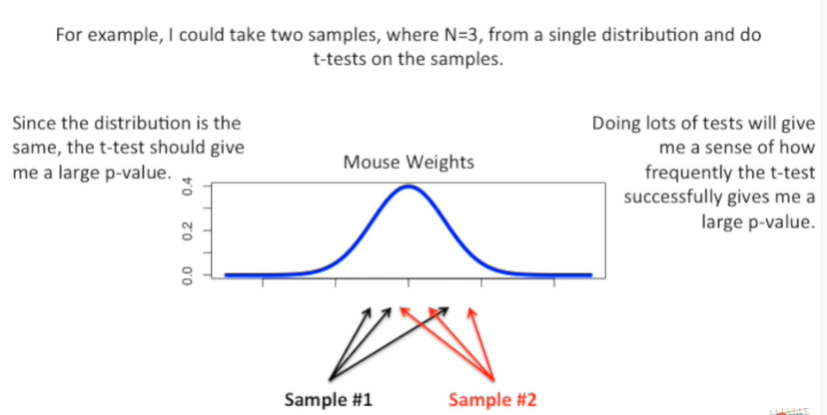 For example, I could take two samples, where N=3, from a single distribution and do
t-tests on the samples.
Since the distribution is the
same, the t-test should give
me a large p-value.
Doing lots of tests will give
me a sense of how
frequently the t-test
successfully gives me a
large p-value.
Mouse Weights
0.4
0.2
0.0
Sample #1
Sample #2